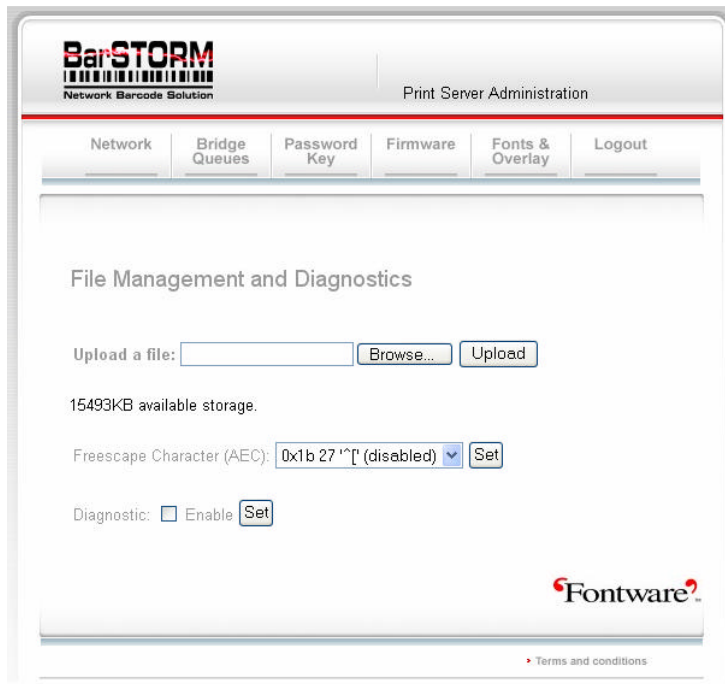 BarSTORM
Network Barcode Solution
Print Server Administration
Network
Bridge Queues
Password Key
Firmware
Fonts & Overlay
Logout
File Management and Diagnostics
Upload a file: Browse... Upload
15493KB available storage.
Freescape Character (AEC): 0x1b 27 '^[' (disabled) Set
Diagnostic: Enable Set
Fontware
Terms and conditions